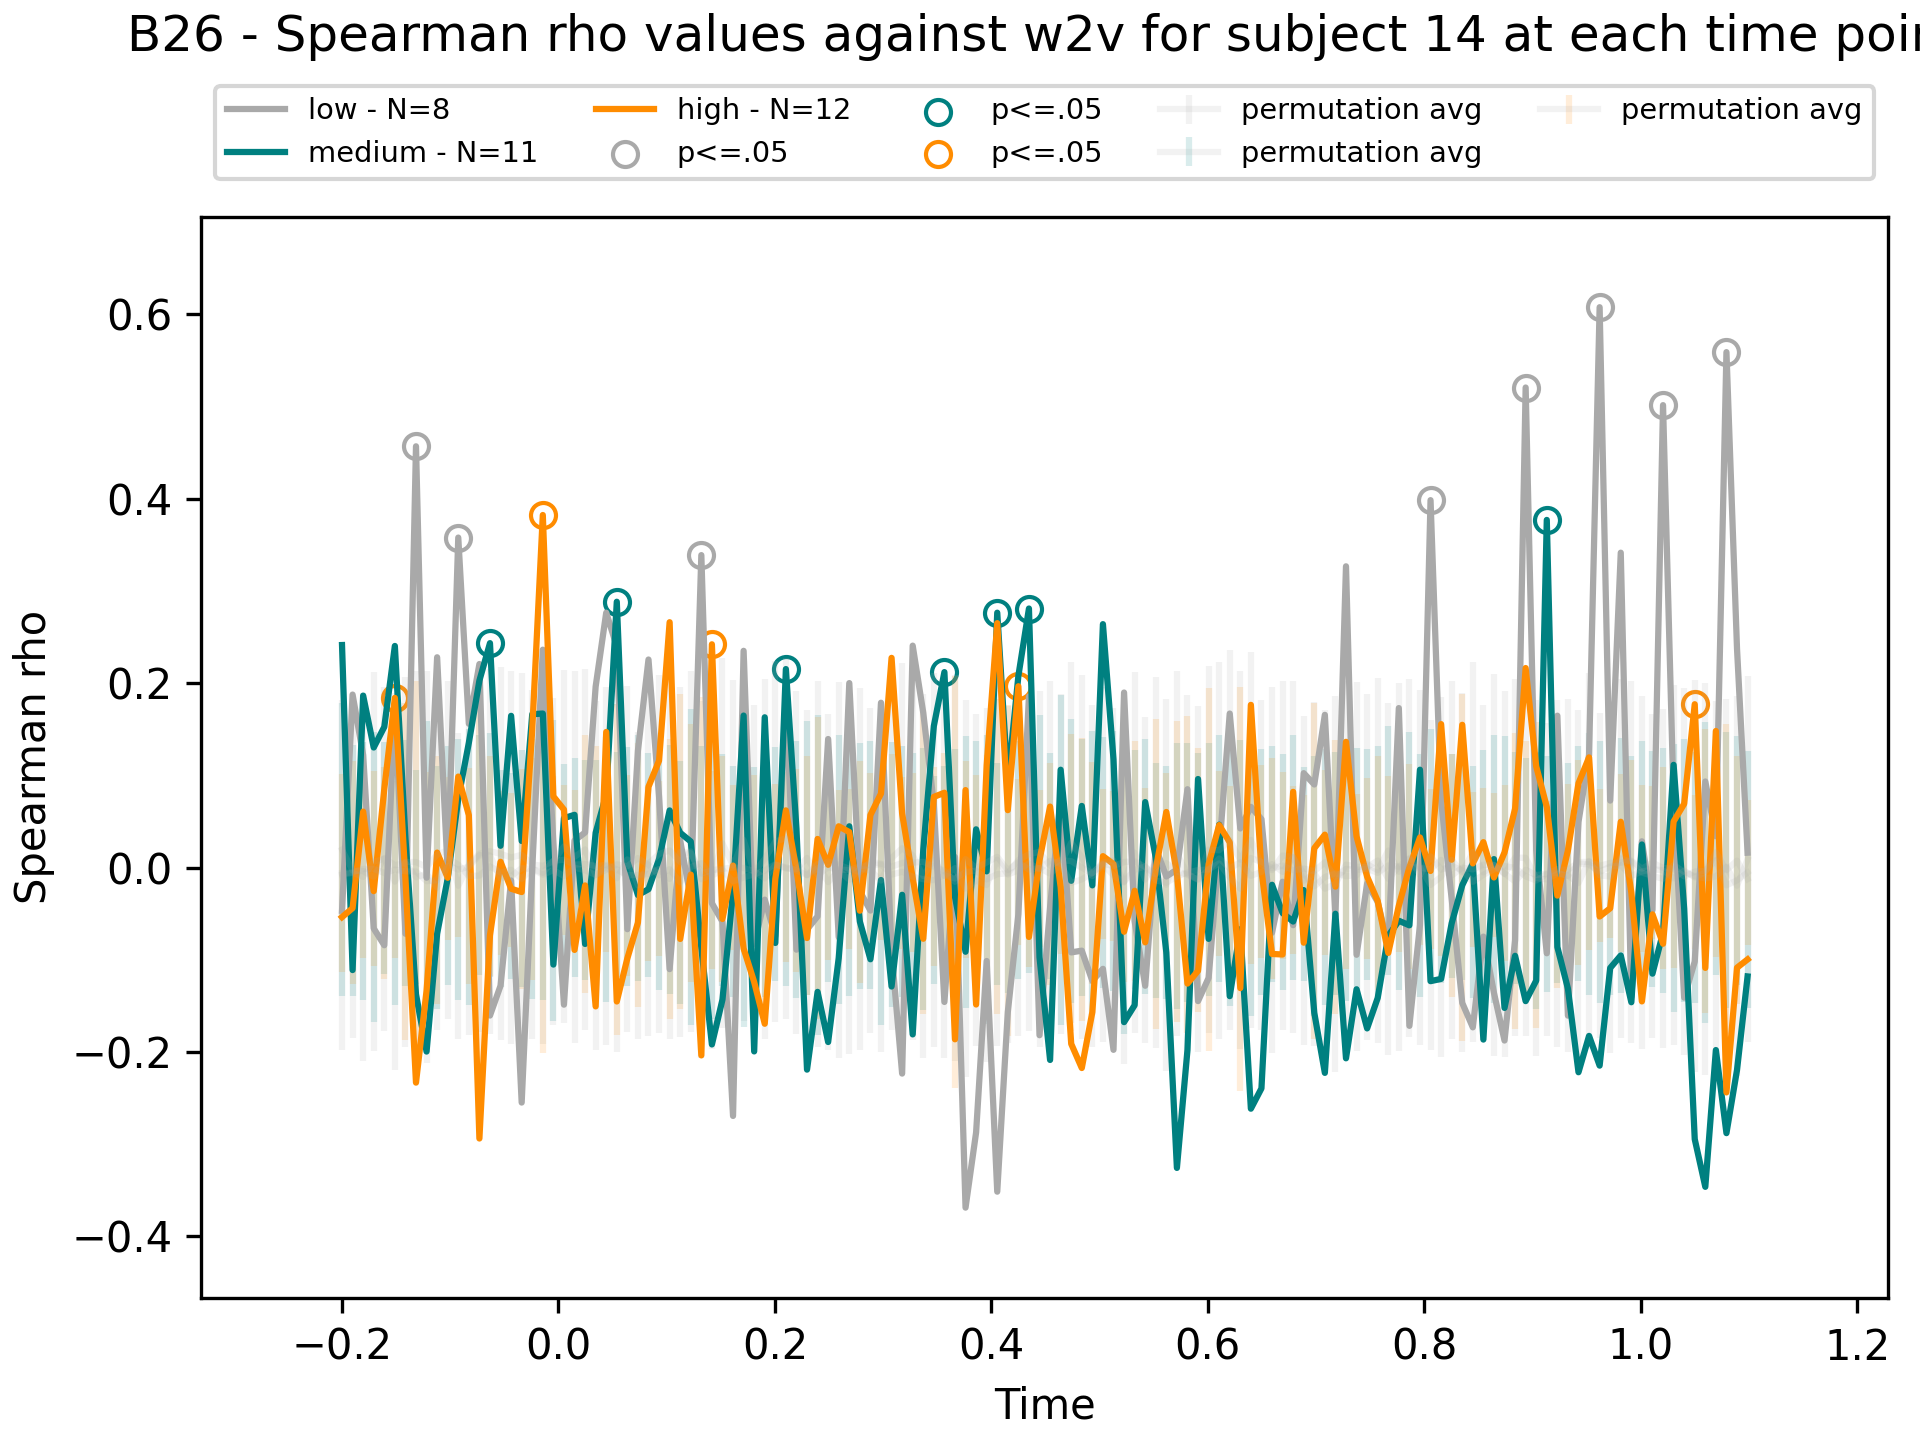 B26 - Spearman rho values against w2v for subject 14 at each time poi
low - N=8
medium - N=11
high - N=12
p<=.05
p<=.05
p<=.05
permutation avg
permutation avg
permutation avg
Spearman rho
0.6
0.4
0.2
0.0
−0.2
−0.4
−0.2 0.0 0.2 0.4 0.6 0.8 1.0 1.2
Time